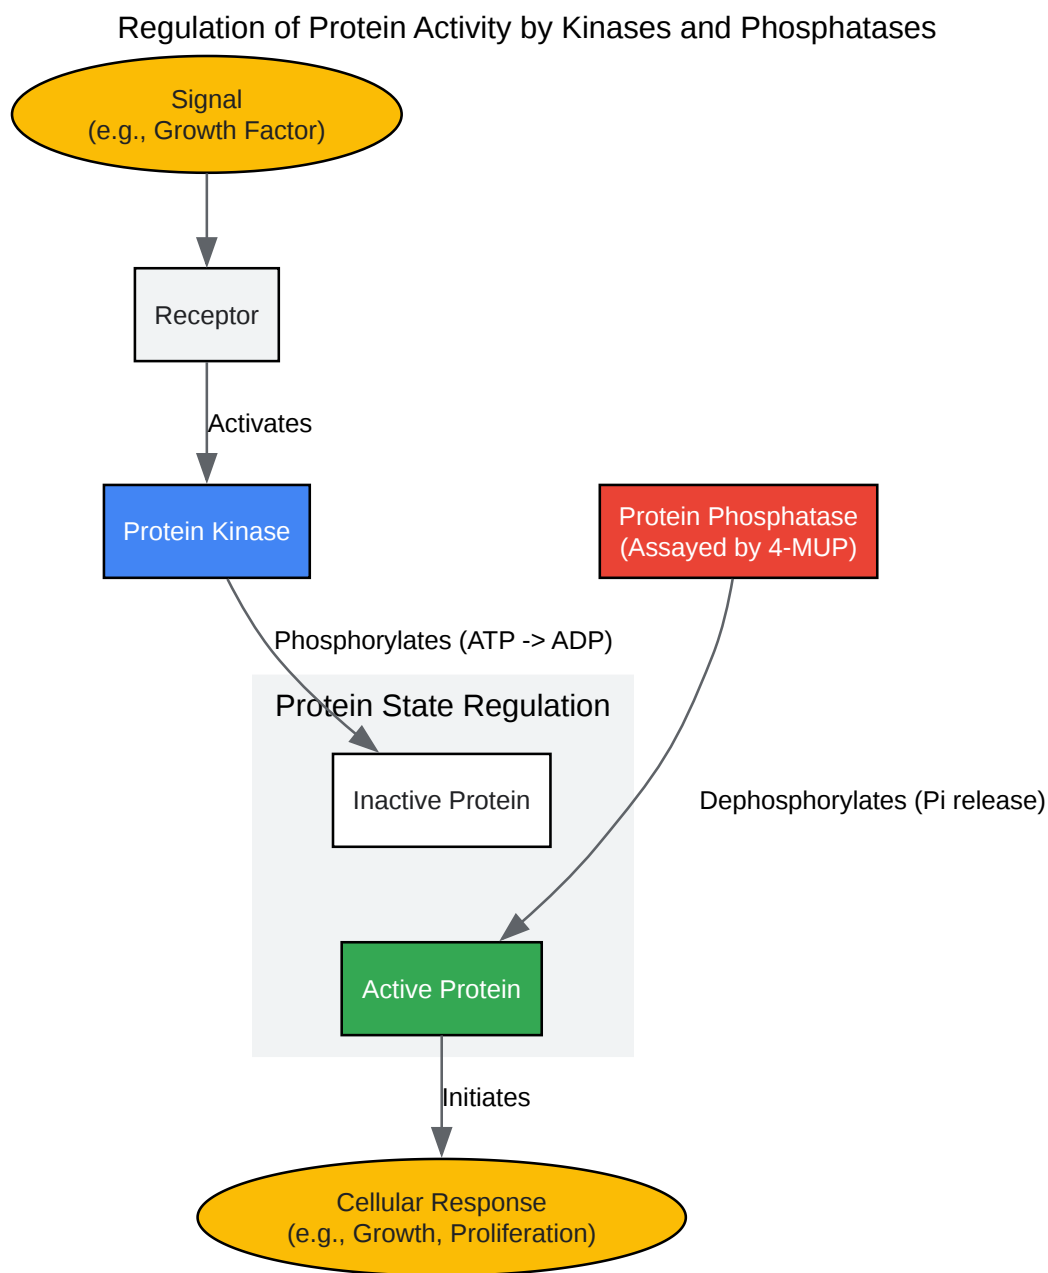 Regulation of Protein Activity by Kinases and Phosphatases
Signal
(e.g., Growth Factor)
Receptor
Activates
Protein Kinase
Protein Phosphatase
(Assayed by 4-MUP)
Phosphorylates (ATP -> ADP)
Protein State Regulation
Inactive Protein
Dephosphorylates (Pi release)
Active Protein
Initiates
Cellular Response
(e.g., Growth, Proliferation)